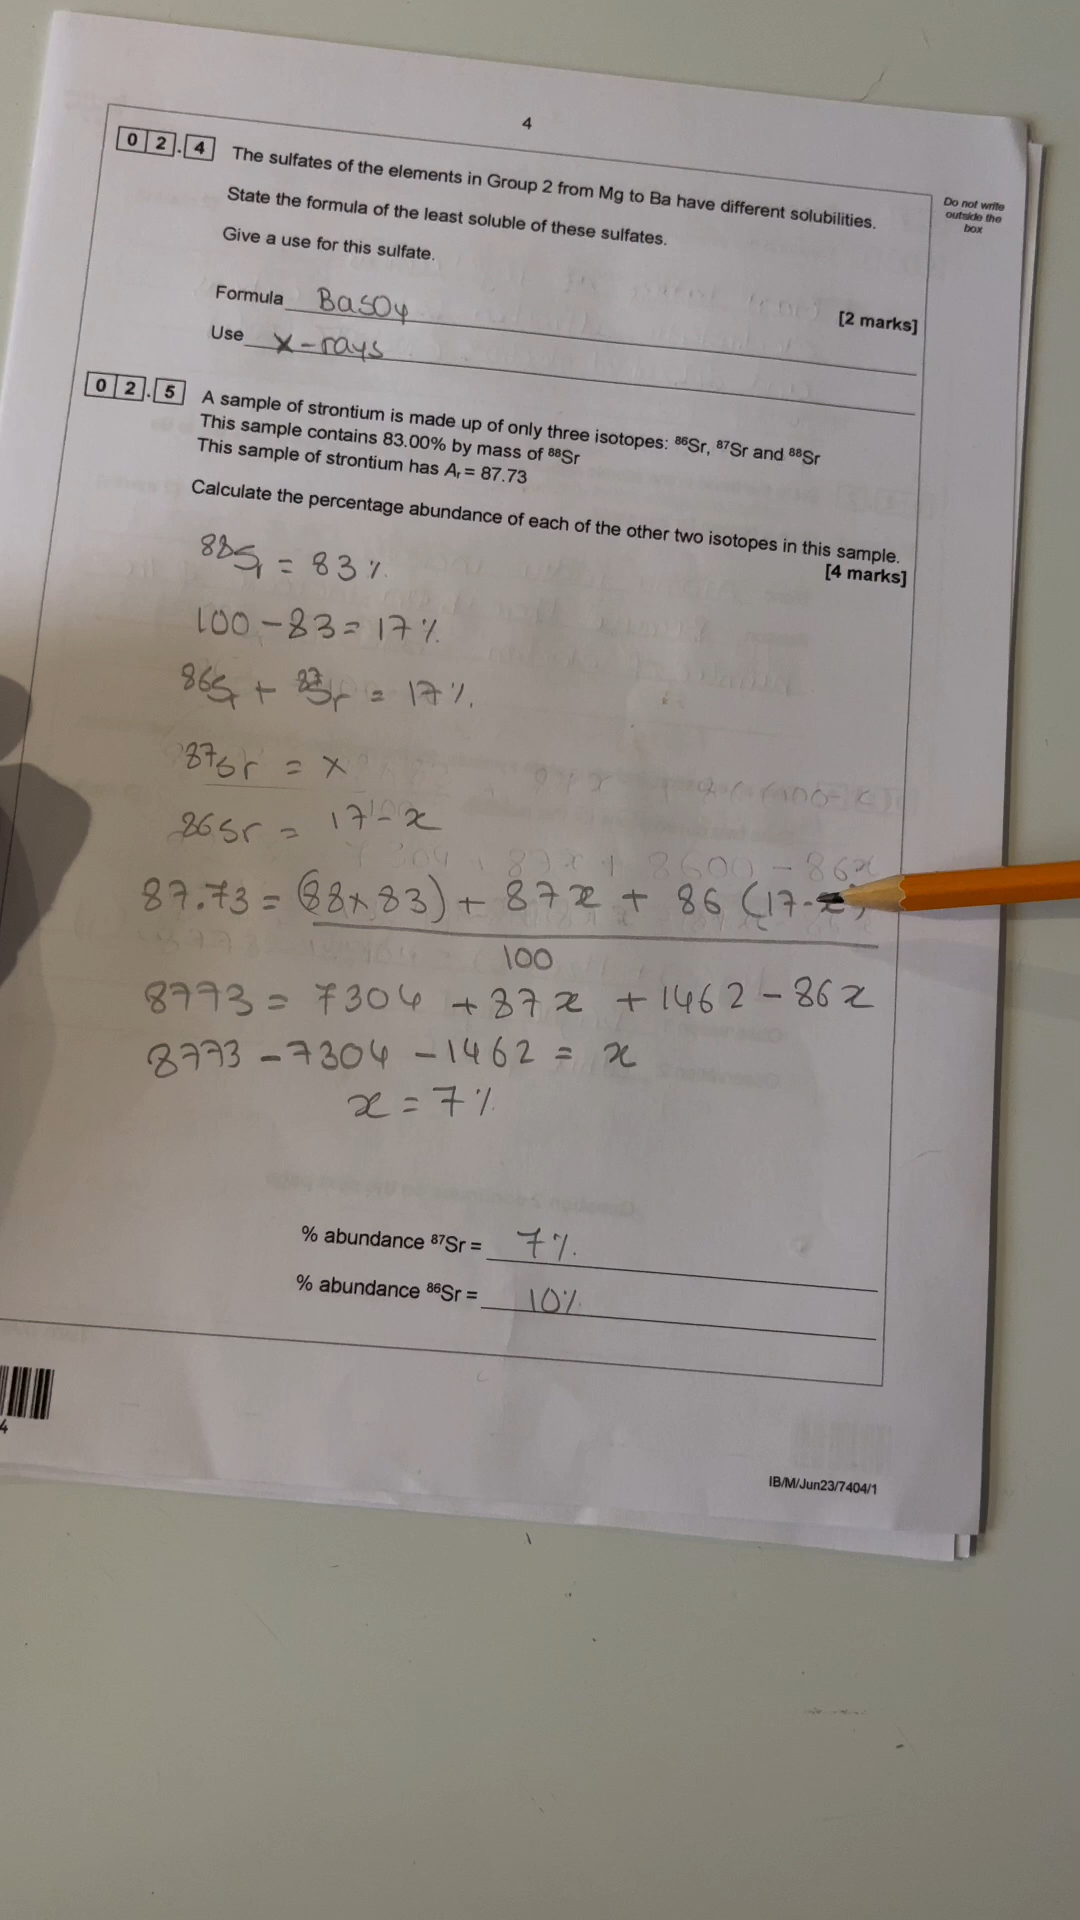 4
02.4 The sulfates of the elements in Group 2 from Mg to Ba have different solubilities.
Do not write
outside the
box
State the formula of the least soluble of these sulfates.
Give a use for this sulfate.
[2 marks]
Formula BaSO4
Use x-rays
02.5 A sample of strontium is made up of only three isotopes: ⁸⁶Sr, ⁸⁷Sr and ⁸⁸Sr
This sample contains 83.00% by mass of ⁸⁸Sr
This sample of strontium has Aᵣ = 87.73
Calculate the percentage abundance of each of the other two isotopes in this sample.
[4 marks]
⁸⁸Sr = 83%
100 - 83 = 17%
⁸⁶Sr + ⁸⁷Sr = 17%
⁸⁷Sr = x
86Sr = 17 - x
87.73 = (88 x 83) + 87x + 86 (17-x)
100
8773 = 7304 + 87x + 1462 - 86x
8773 - 7304 - 1462 = x
x = 7%
% abundance ⁸⁷Sr = 7%
% abundance ⁸⁶Sr = 10%
4
IB/M/Jun23/7404/1